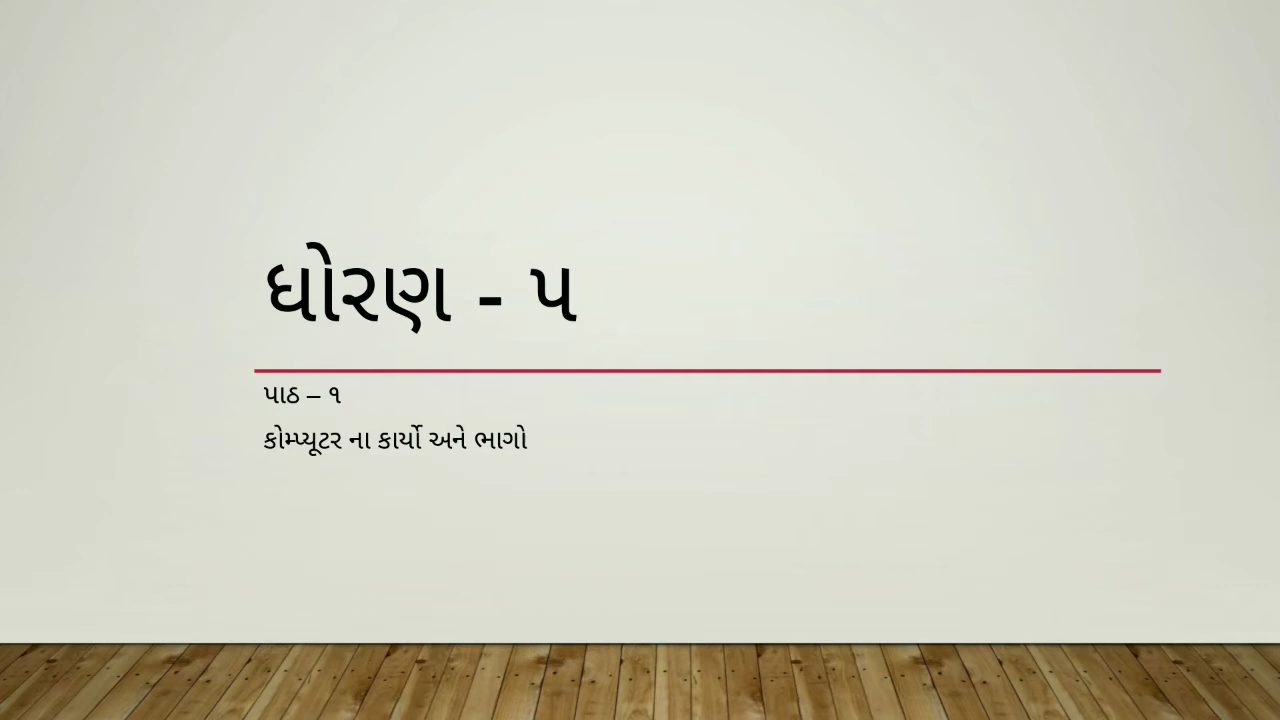 ધોરણ - ૫
પાઠ – ૧
કોમ્પ્યૂટર ના કાર્યો અને ભાગો